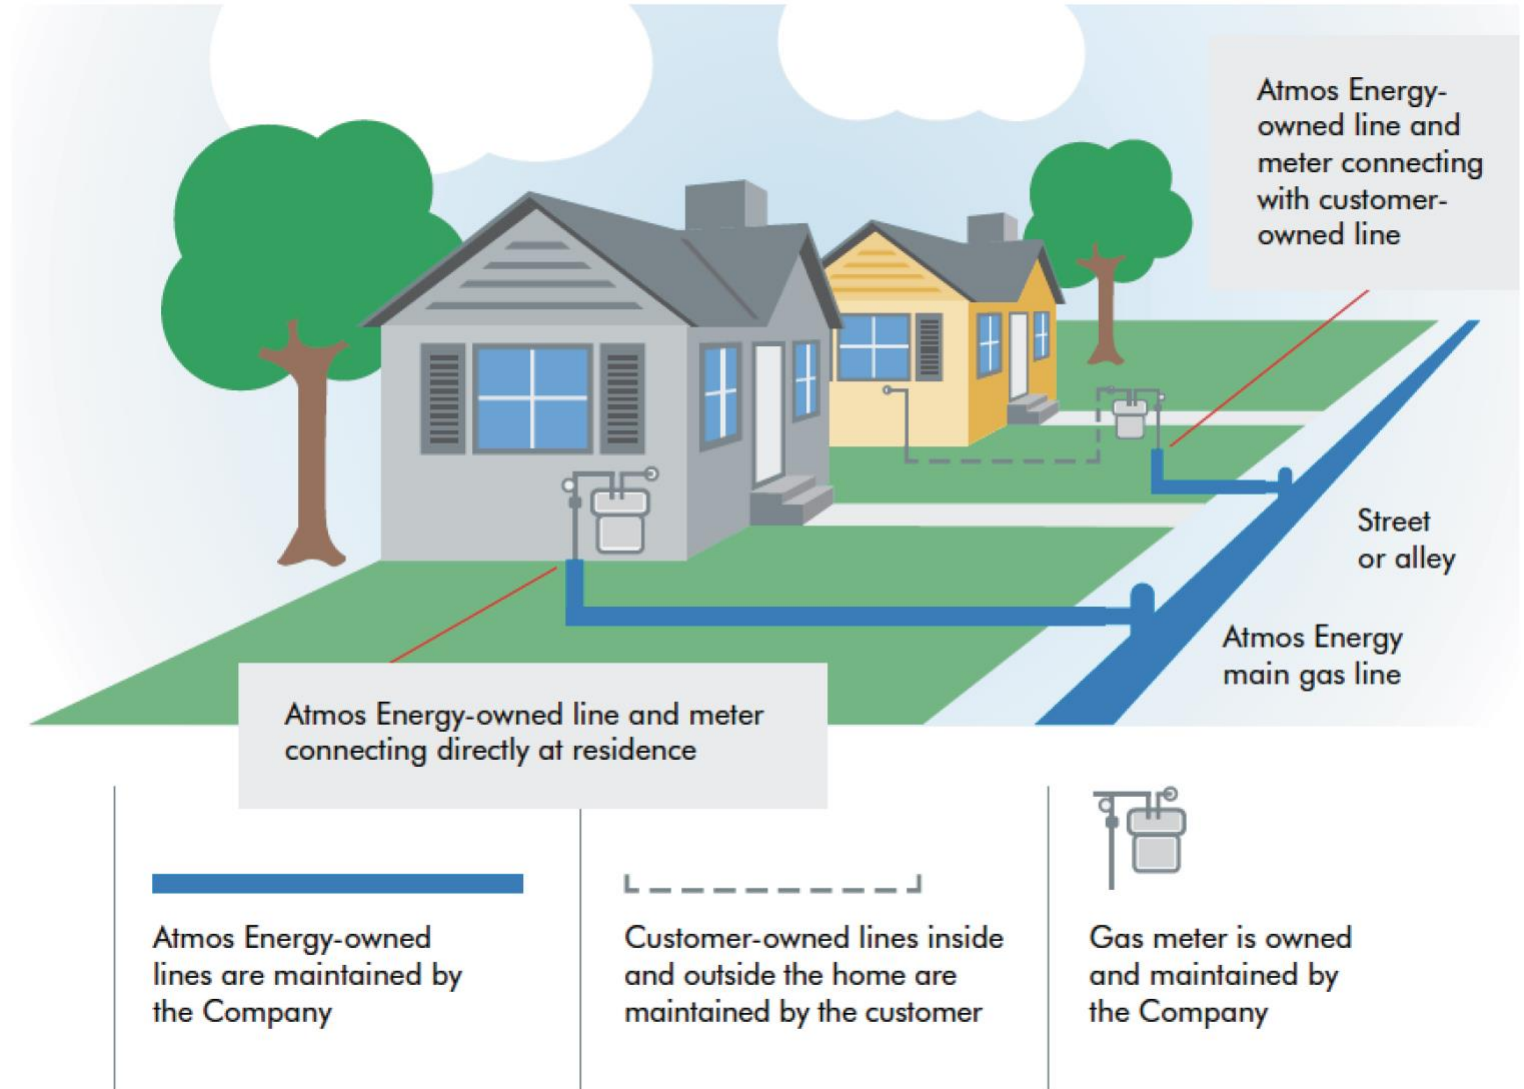 Atmos Energy-
owned line and
meter connecting
with customer-
owned line
Street
or alley
Atmos Energy
main gas line
Atmos Energy-owned line and meter
connecting directly at residence
Atmos Energy-owned
lines are maintained by
the Company
Customer-owned lines inside
and outside the home are
maintained by the customer
Gas meter is owned
and maintained by
the Company